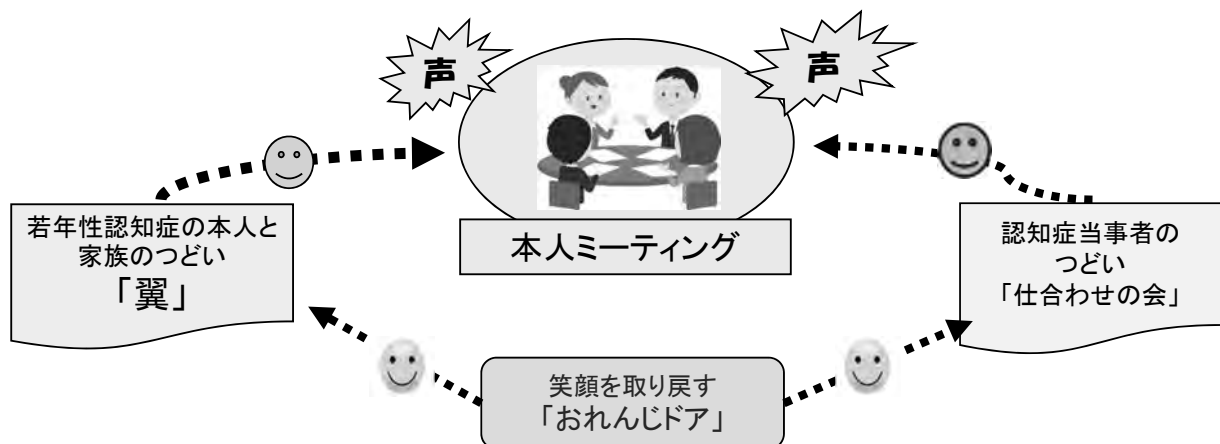 声
声
本人ミーティング
若年性認知症の本人と
家族のつどい
「翼」
認知症当事者の
つどい
「仕合わせの会」
笑顔を取り戻す
「おれんじドア」